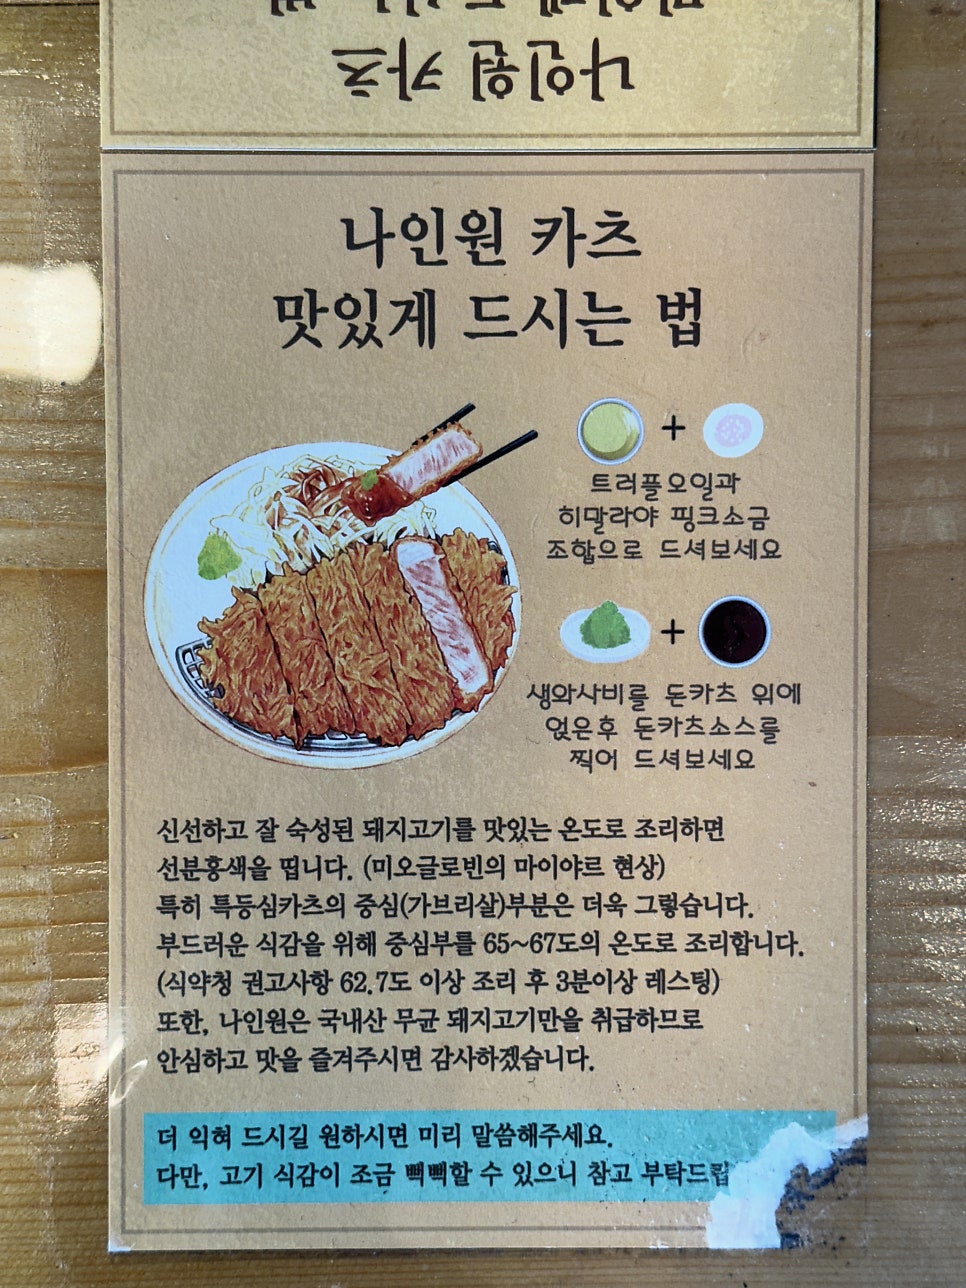 나인원 카츠
나인원 카츠
맛있게 드시는 법
트러플오일과
히말라야 핑크소금
조합으로 드셔보세요
생와사비를 돈카츠 위에
얹은후 돈카츠소스를
찍어 드셔보세요
신선하고 잘 숙성된 돼지고기를 맛있는 온도로 조리하면
선분홍색을 띱니다. (미오글로빈의 마이야르 현상)
특히 특등심카츠의 중심(가브리살)부분은 더욱 그렇습니다.
부드러운 식감을 위해 중심부를 65~67도의 온도로 조리합니다.
(식약청 권고사항 62.7도 이상 조리 후 3분이상 레스팅)
또한, 나인원은 국내산 무균 돼지고기만을 취급하므로
안심하고 맛을 즐겨주시면 감사하겠습니다.
더 익혀 드시길 원하시면 미리 말씀해주세요.
다만, 고기 식감이 조금 뻑뻑할 수 있으니 참고